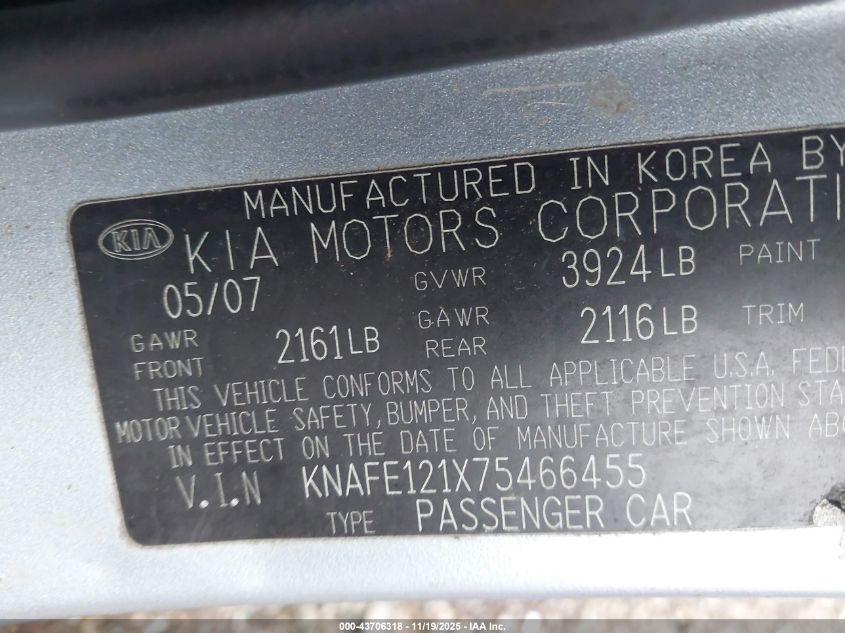 MANUFACTURED IN KOREA BY
KIA KIA MOTORS CORPORATI
05/07 GVWR 3924LB PAINT
GAWR FRONT 2161LB GAWR REAR 2116LB TRIM
THIS VEHICLE CONFORMS TO ALL APPLICABLE U.S.A. FEDE
MOTOR VEHICLE SAFETY, BUMPER, AND THEFT PREVENTION STA
IN EFFECT ON THE DATE OF MANUFACTURE SHOWN ABO
V.I.N KNAFE121X75466455
TYPE PASSENGER CAR
000-43706318 - 11/19/2025 - IAA Inc.